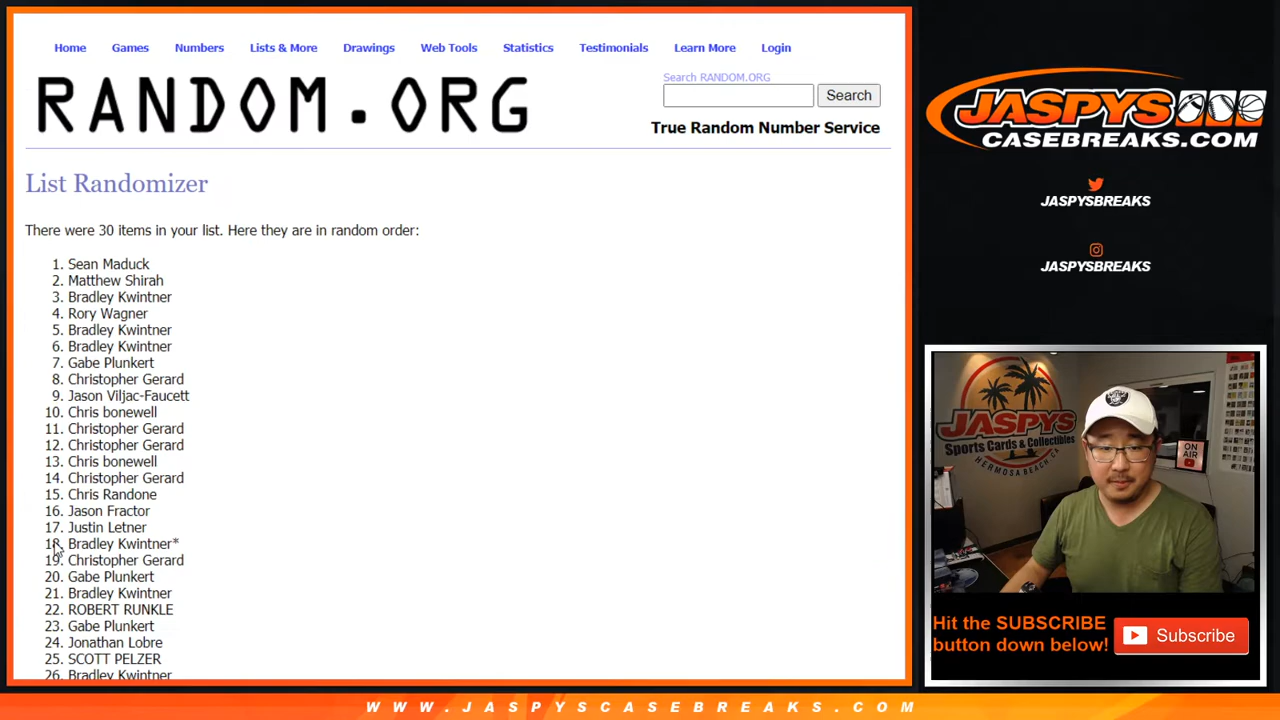 Home Games Numbers Lists & More Drawings Web Tools Statistics Testimonials Learn More Login
RANDOM.ORG
Search RANDOM.ORG
Search
True Random Number Service
List Randomizer
There were 30 items in your list. Here they are in random order:
1. Sean Maduck
2. Matthew Shirah
3. Bradley Kwintner
4. Rory Wagner
5. Bradley Kwintner
6. Bradley Kwintner
7. Gabe Plunkert
8. Christopher Gerard
9. Jason Viljac-Faucett
10. Chris bonewell
11. Christopher Gerard
12. Christopher Gerard
13. Chris bonewell
14. Christopher Gerard
15. Chris Randone
16. Jason Fractor
17. Justin Letner
18. Bradley Kwintner*
19. Christopher Gerard
20. Gabe Plunkert
21. Bradley Kwintner
22. ROBERT RUNKLE
23. Gabe Plunkert
24. Jonathan Lobre
25. SCOTT PELZER
26. Bradley Kwintner
JASPYS
CASEBREAKS.COM
JASPYSBREAKS
JASPYSBREAKS
JASPYS
Sports Cards & Collectibles
HERMOSA BEACH, CA
ON
AIR
Hit the SUBSCRIBE
button down below!
Subscribe
WWW.JASPYSCASEBREAKS.COM